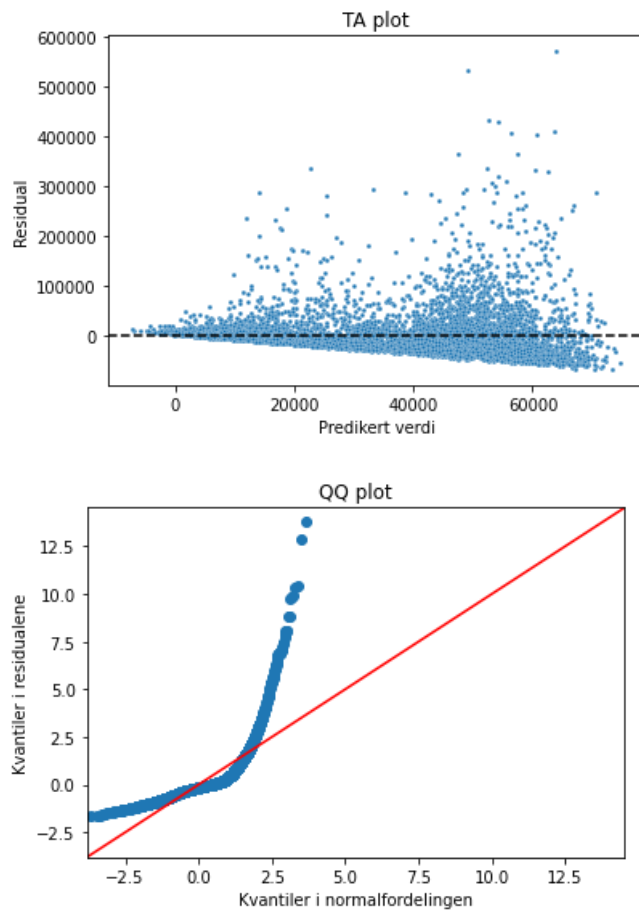 TA plot
600000
500000
400000
300000
200000
100000
0
Residual
0 20000 40000 60000
Predikert verdi
QQ plot
12.5
10.0
7.5
5.0
2.5
0.0
−2.5
Kvantiler i residualene
−2.5 0.0 2.5 5.0 7.5 10.0 12.5
Kvantiler i normalfordelingen